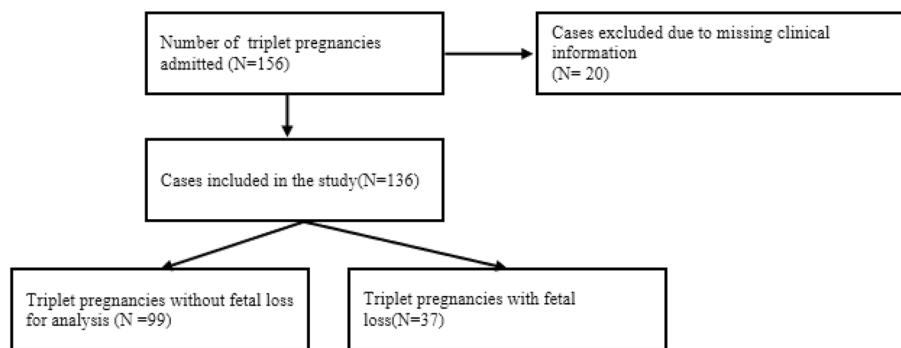 Number of triplet pregnancies
admitted (N=156)
Cases excluded due to missing clinical
information
(N= 20)
Cases included in the study(N=136)
Triplet pregnancies without fetal loss
for analysis (N =99)
Triplet pregnancies with fetal
loss(N=37)